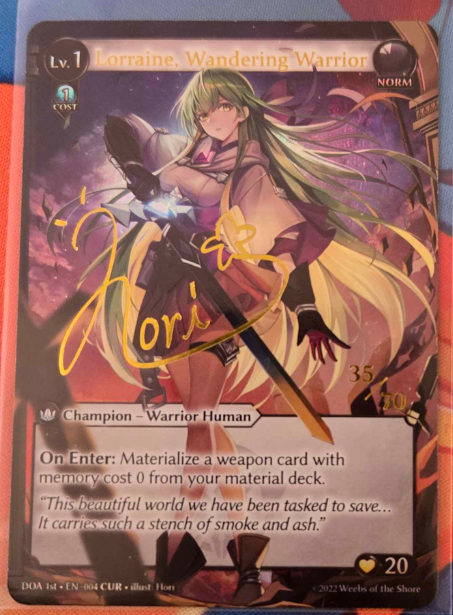 Lv. 1
Lorraine, Wandering Warrior
NORM
1
COST
Hori
35/70
Champion – Warrior Human
On Enter: Materialize a weapon card with
memory cost 0 from your material deck.
"This beautiful world we have been tasked to save...
It carries such a stench of smoke and ash."
20
DOA 1st • EN-004 CUR • illust. Hori
©2022 Weebs of the Shore